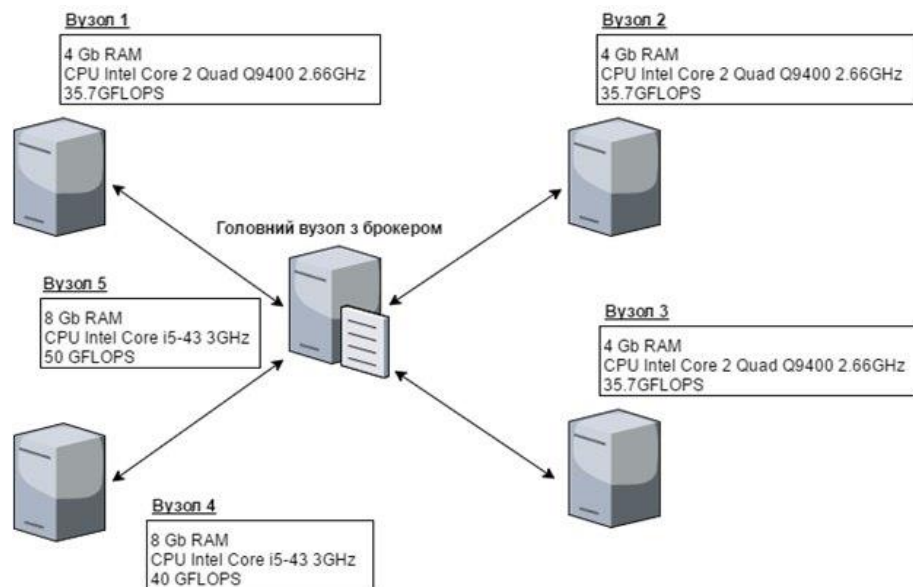 Вузол 1
4 Gb RAM
CPU Intel Core 2 Quad Q9400 2.66GHz
35.7GFLOPS
Вузол 2
4 Gb RAM
CPU Intel Core 2 Quad Q9400 2.66GHz
35.7GFLOPS
Головний вузол з брокером
Вузол 5
8 Gb RAM
CPU Intel Core i5-43 3GHz
50 GFLOPS
Вузол 3
4 Gb RAM
CPU Intel Core 2 Quad Q9400 2.66GHz
35.7GFLOPS
Вузол 4
8 Gb RAM
CPU Intel Core i5-43 3GHz
40 GFLOPS